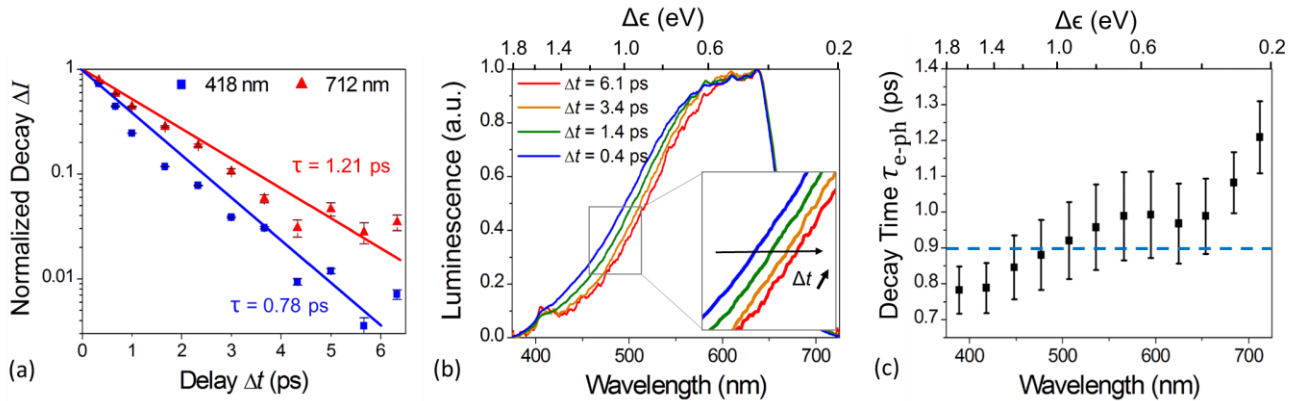 Δϵ (eV)
1.8 1.4 1.0 0.6 0.2
Δϵ (eV)
1.8 1.4 1.0 0.6 0.2
Normalized Decay ΔI
1
0.1
0.01
418 nm 712 nm
τ = 1.21 ps
τ = 0.78 ps
0 1 2 3 4 5 6
Delay Δt (ps)
(a)
Luminescence (a.u.)
1.0
0.8
0.6
0.4
0.2
0.0
Δt = 6.1 ps
Δt = 3.4 ps
Δt = 1.4 ps
Δt = 0.4 ps
Δt
400 500 600 700
Wavelength (nm)
(b)
Decay Time τe-ph (ps)
1.4
1.3
1.2
1.1
1.0
0.9
0.8
0.7
400 500 600 700
Wavelength (nm)
(c)